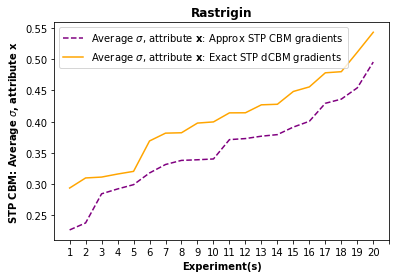 Rastrigin
Average σ, attribute x: Approx STP CBM gradients
Average σ, attribute x: Exact STP dCBM gradients
STP CBM: Average σ, attribute x
0.55
0.50
0.45
0.40
0.35
0.30
0.25
1 2 3 4 5 6 7 8 9 10 11 12 13 14 15 16 17 18 19 20
Experiment(s)